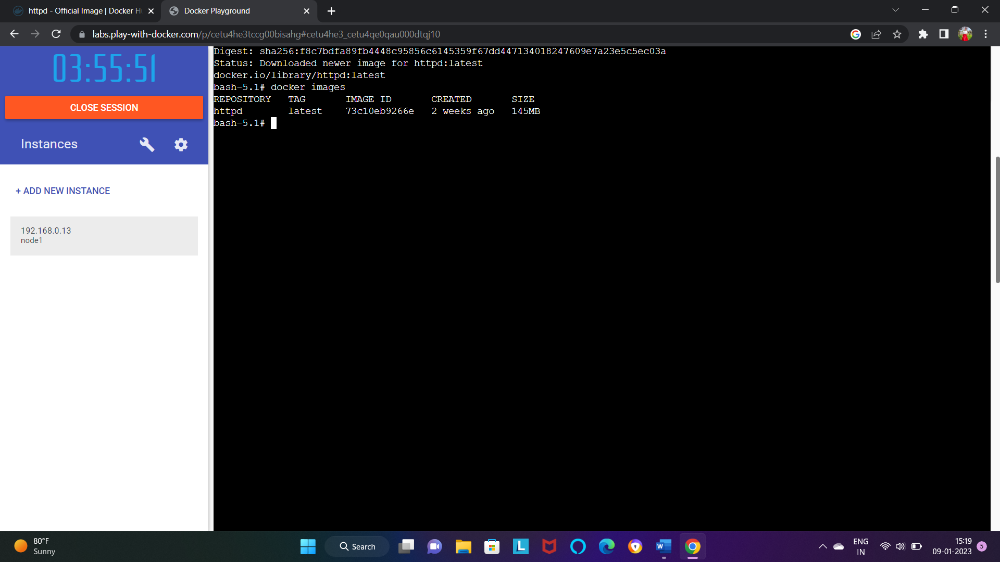 httpd - Official Image | Docker H
Docker Playground
labs.play-with-docker.com/p/cetu4he3tccg00bisahg#cetu4he3_cetu4qe0qau000dtqj10
03:55:51
CLOSE SESSION
Instances
+ ADD NEW INSTANCE
192.168.0.13
node1
Digest: sha256:f8c7bdfa89fb4448c95856c6145359f67dd447134018247609e7a23e5c5ec03a
Status: Downloaded newer image for httpd:latest
docker.io/library/httpd:latest
bash-5.1# docker images
REPOSITORY   TAG       IMAGE ID       CREATED       SIZE
httpd        latest    73c10eb9266e   2 weeks ago   145MB
bash-5.1#
80°F
Sunny
Search
ENG
IN
15:19
09-01-2023
5